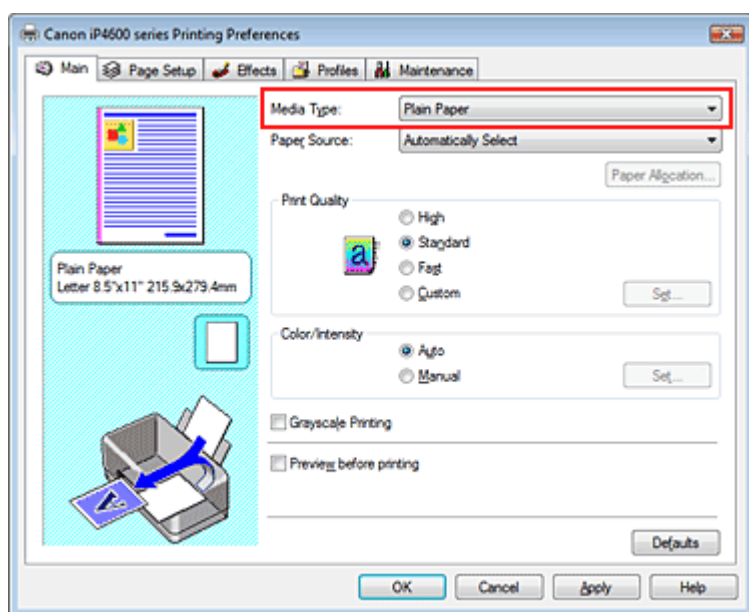 Canon iP4600 series Printing Preferences
Main Page Setup Effects Profiles Maintenance
Media Type: Plain Paper
Paper Source: Automatically Select
Paper Allocation...
Print Quality
High
Standard
Fast
Custom Set...
Plain Paper
Letter 8.5"x11" 215.9x279.4mm
Color/Intensity
Auto
Manual Set...
Grayscale Printing
Preview before printing
Defaults
OK Cancel Apply Help